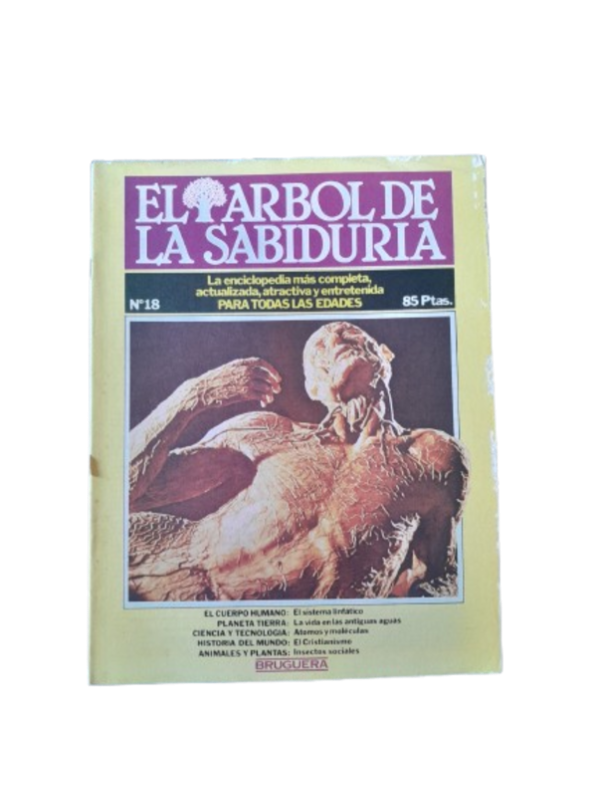 EL ARBOL DE
LA SABIDURIA
La enciclopedia más completa,
actualizada, atractiva y entretenida
Nº18 PARA TODAS LAS EDADES 85 Ptas.
EL CUERPO HUMANO: El sistema linfático
PLANETA TIERRA: La vida en las antiguas aguas
CIENCIA Y TECNOLOGIA: Atomos y moléculas
HISTORIA DEL MUNDO: El Cristianismo
ANIMALES Y PLANTAS: Insectos sociales
BRUGUERA